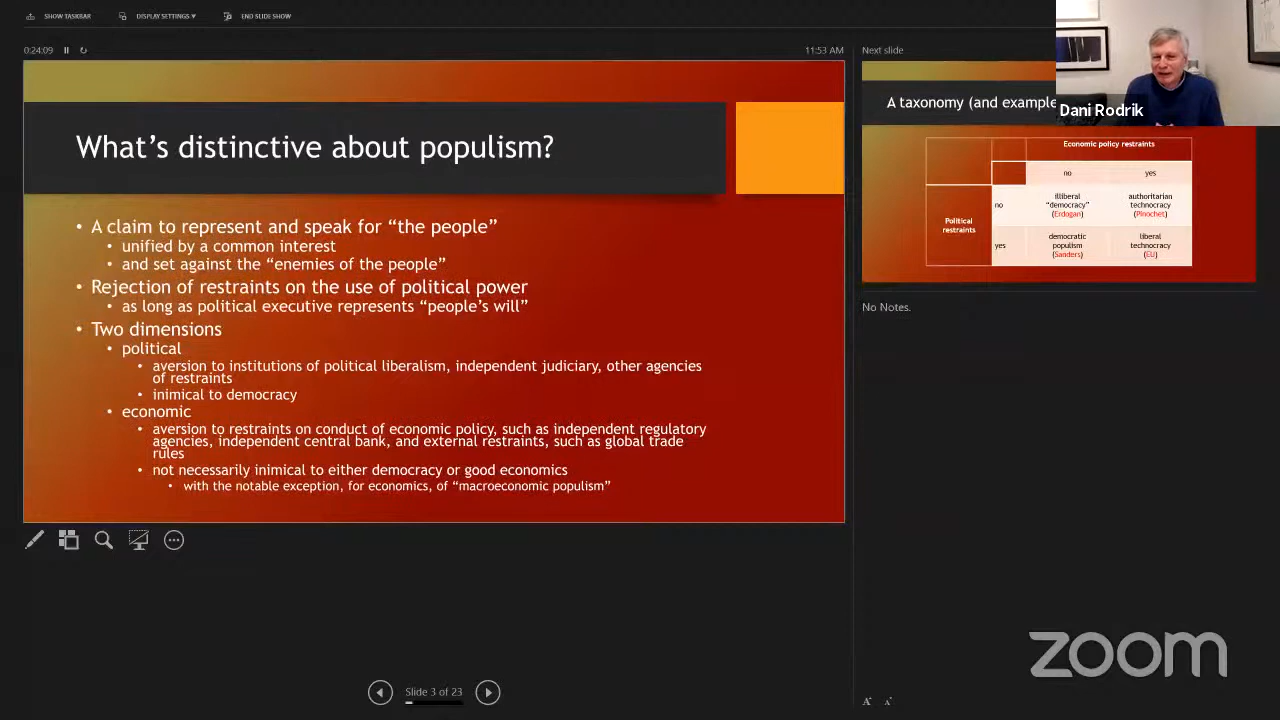 SHOW TASKBAR
DISPLAY SETTINGS ▾
END SLIDE SHOW
0:24:09
11:53 AM
What's distinctive about populism?
• A claim to represent and speak for “the people”
• unified by a common interest
• and set against the “enemies of the people”
• Rejection of restraints on the use of political power
• as long as political executive represents “people's will”
• Two dimensions
• political
• aversion to institutions of political liberalism, independent judiciary, other agencies
of restraints
• inimical to democracy
• economic
• aversion to restraints on conduct of economic policy, such as independent regulatory
agencies, independent central bank, and external restraints, such as global trade
rules
• not necessarily inimical to either democracy or good economics
• with the notable exception, for economics, of “macroeconomic populism”
Slide 3 of 23
Next slide
A taxonomy (and example
Economic policy restraints
no
yes
Political
restraints
no
illiberal
“democracy”
(Erdogan)
authoritarian
technocracy
(Pinochet)
yes
democratic
populism
(Sanders)
liberal
technocracy
(EU)
No Notes.
Dani Rodrik
zoom
A
A